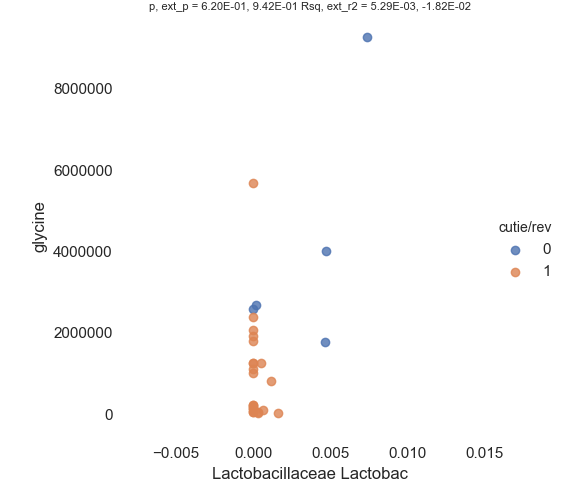 p, ext_p = 6.20E-01, 9.42E-01 Rsq, ext_r2 = 5.29E-03, -1.82E-02
8000000
6000000
4000000
2000000
0
glycine
cutie/rev
0
1
-0.005 0.000 0.005 0.010 0.015
Lactobacillaceae Lactobac